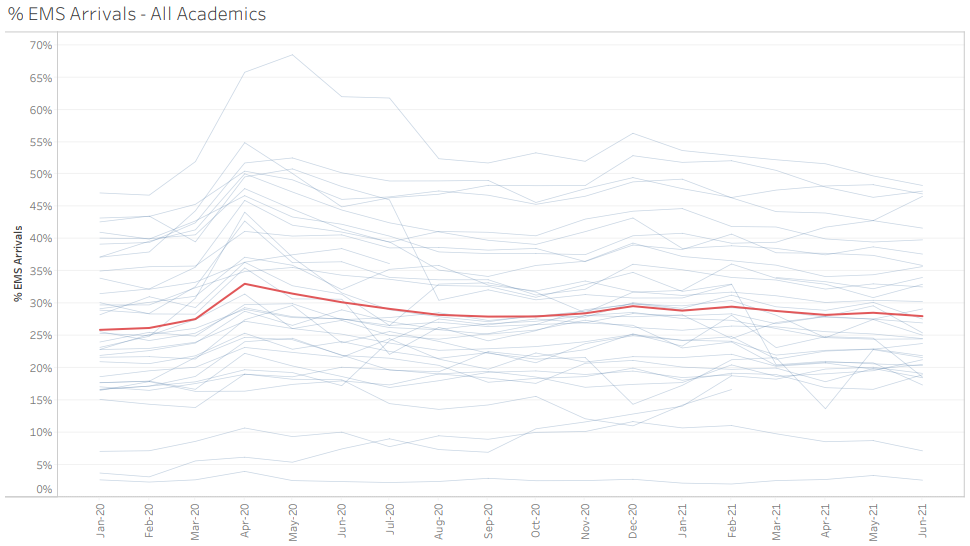 % EMS Arrivals - All Academics
% EMS Arrivals
70%
65%
60%
55%
50%
45%
40%
35%
30%
25%
20%
15%
10%
5%
0%
Jan-20
Feb-20
Mar-20
Apr-20
May-20
Jun-20
Jul-20
Aug-20
Sep-20
Oct-20
Nov-20
Dec-20
Jan-21
Feb-21
Mar-21
Apr-21
May-21
Jun-21